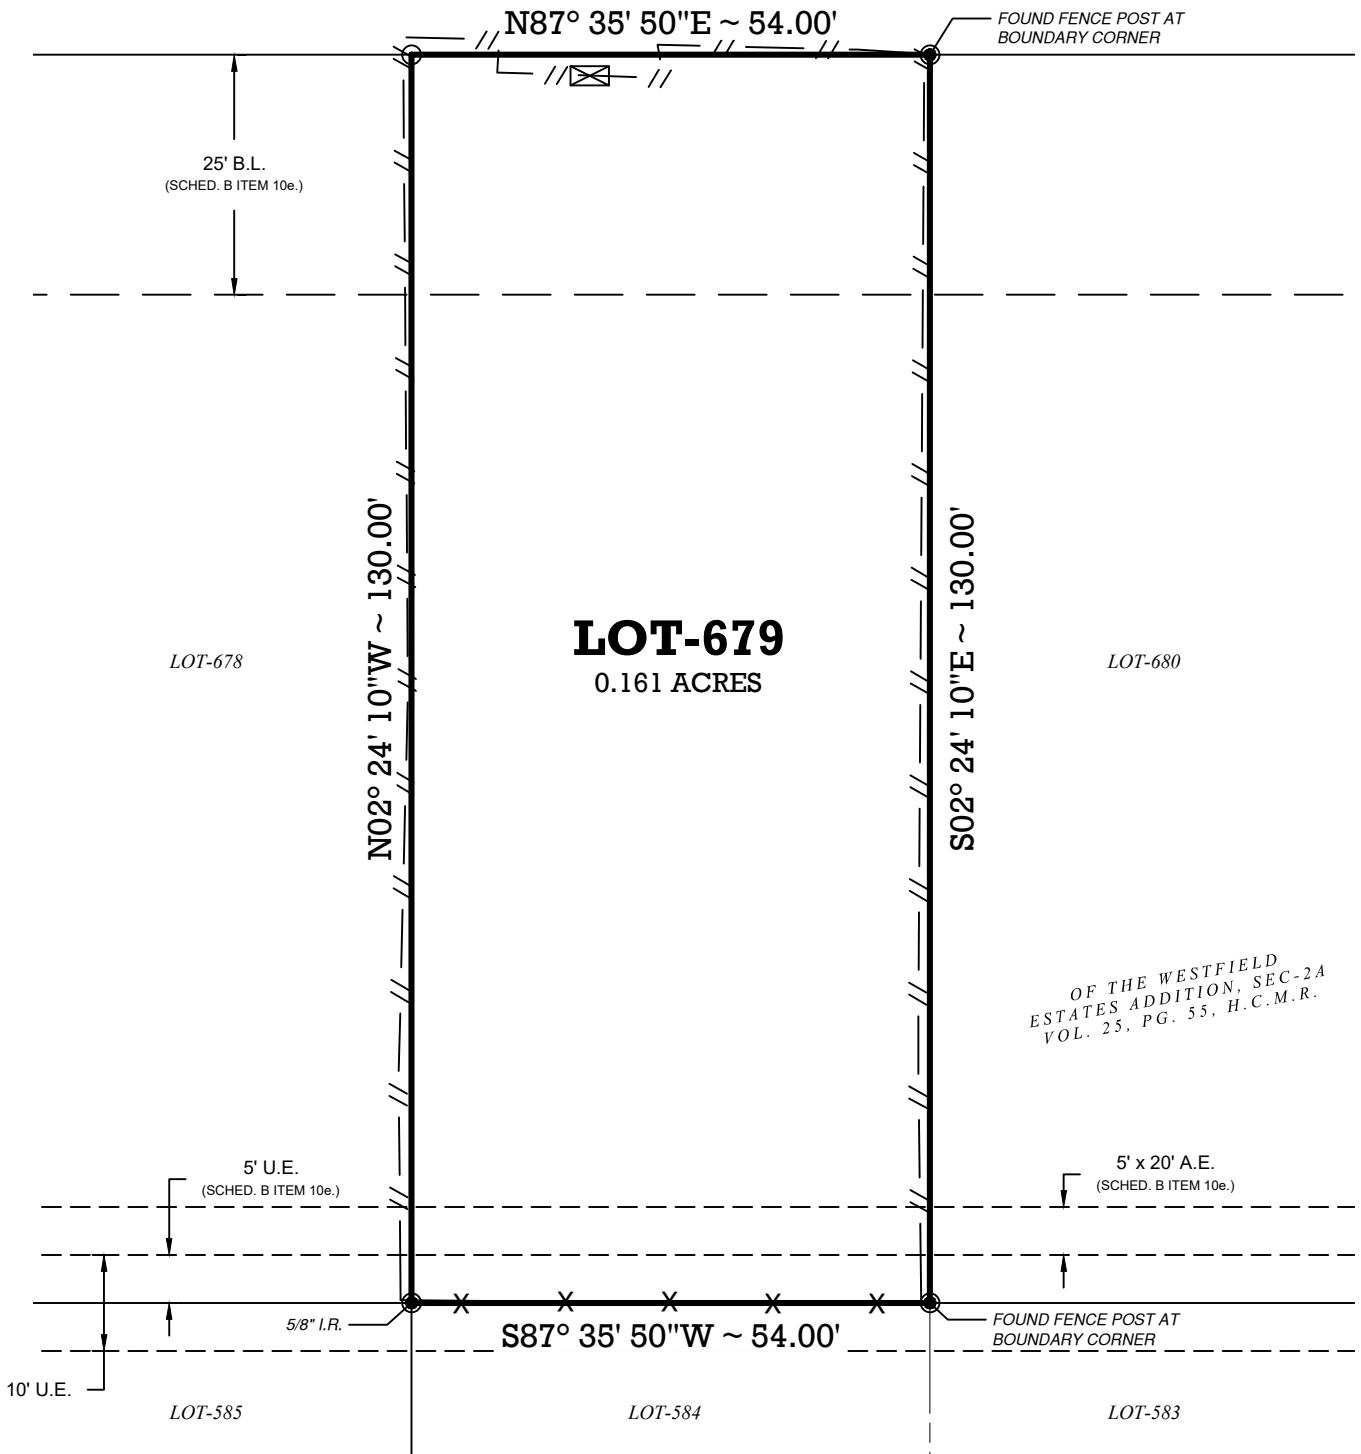 N87° 35' 50"E ~ 54.00'
FOUND FENCE POST AT
BOUNDARY CORNER
25' B.L.
(SCHED. B ITEM 10e.)
N02° 24' 10"W ~ 130.00'
S02° 24' 10"E ~ 130.00'
LOT-679
0.161 ACRES
LOT-678
LOT-680
OF THE WESTFIELD
ESTATES ADDITION, SEC-2A
VOL. 25, PG. 55, H.C.M.R.
5' U.E.
(SCHED. B ITEM 10e.)
5' x 20' A.E.
(SCHED. B ITEM 10e.)
5/8" I.R.
S87° 35' 50"W ~ 54.00'
FOUND FENCE POST AT
BOUNDARY CORNER
10' U.E.
LOT-585
LOT-584
LOT-583